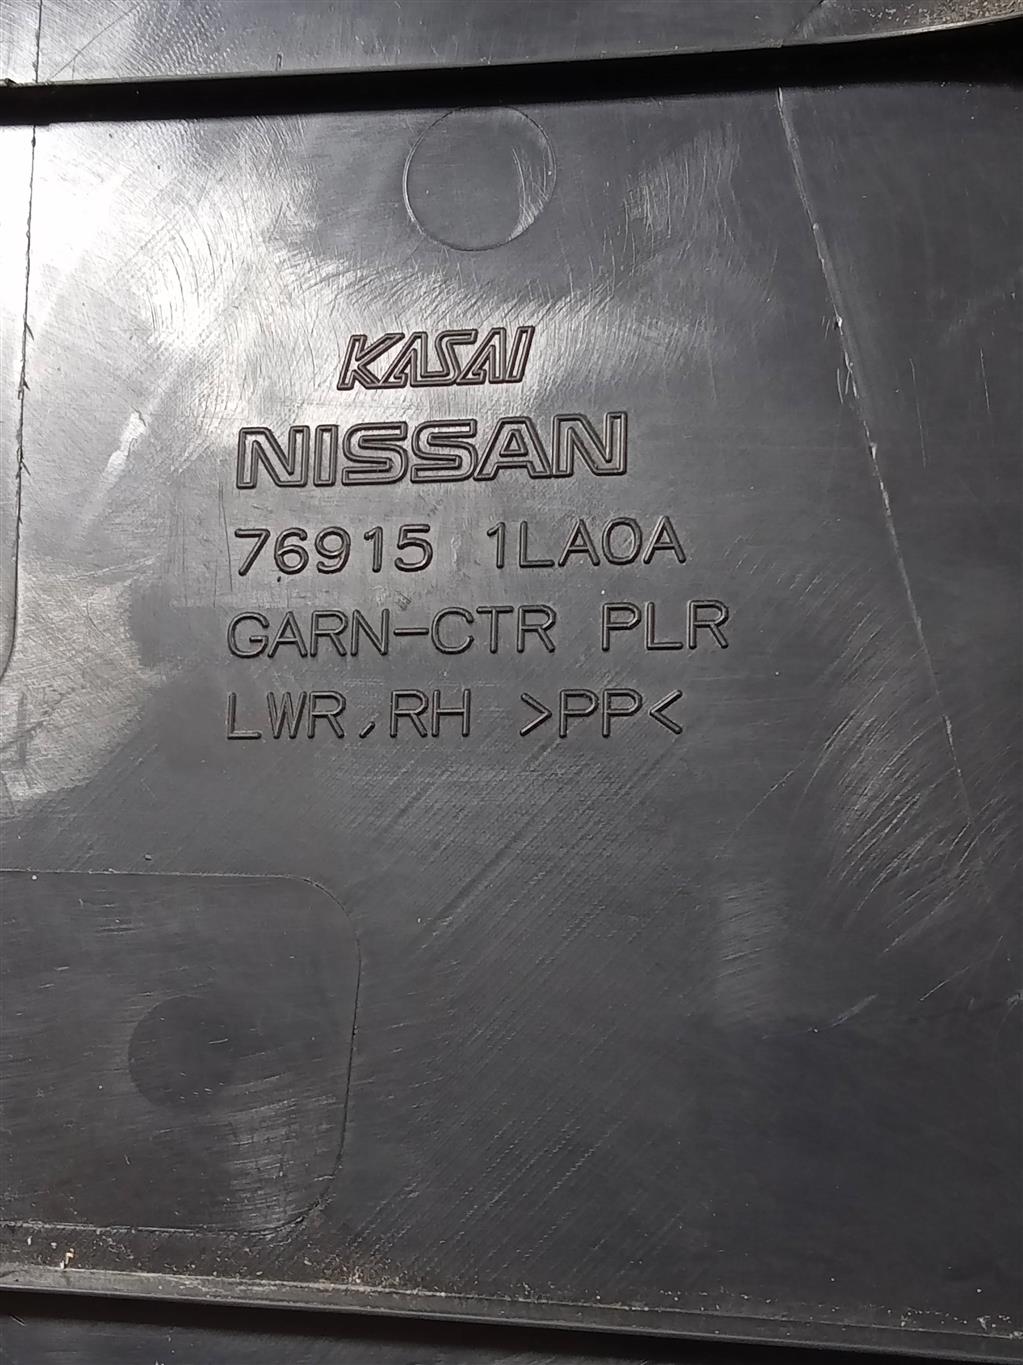 KASAI
NISSAN
76915 1LA0A
GARN-CTR PLR
LWR,RH >PP<